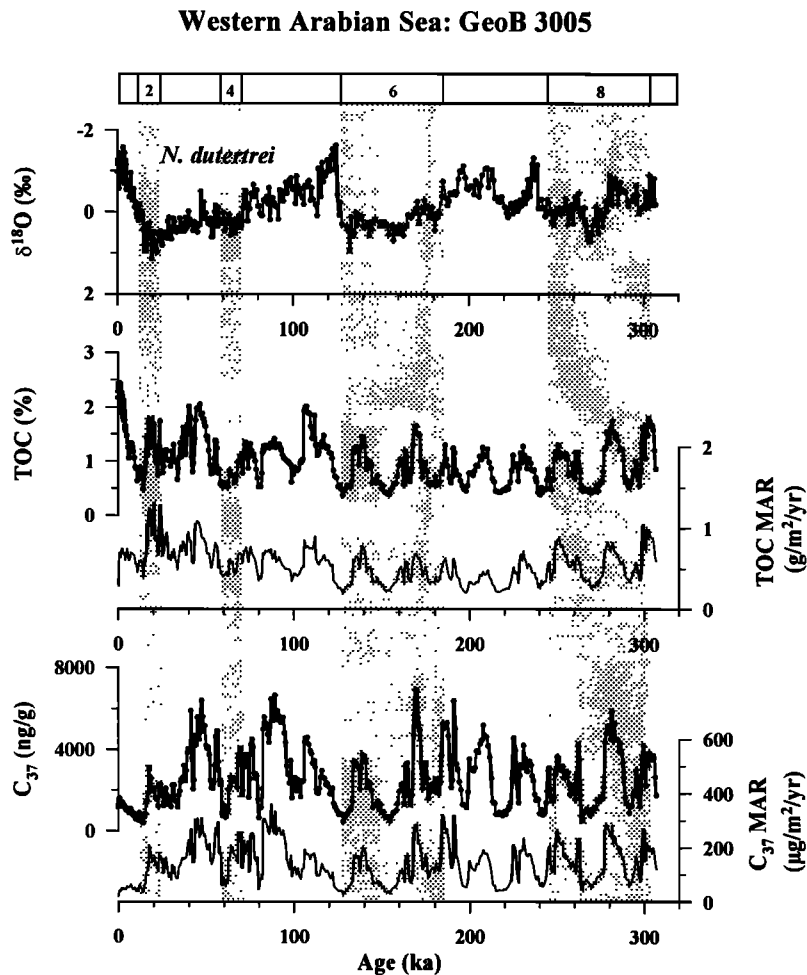 Western Arabian Sea: GeoB 3005
2 4 6 8
-2
N. dutertrei
0
δ18O (‰)
2
0 100 200 300
3
2
TOC (%)
1
0
2
1
0
TOC MAR
(g/m2/yr)
0 100 200 300
8000
4000
C37 (ng/g)
0
600
400
200
0
C37 MAR
(μg/m2/yr)
0 100 200 300
Age (ka)